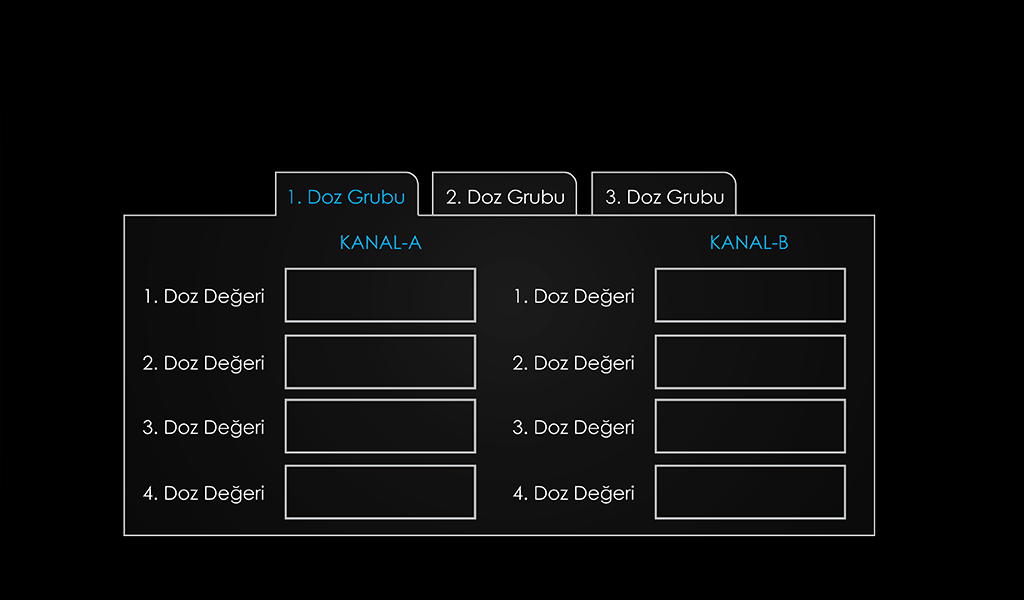 1. Doz Grubu 2. Doz Grubu 3. Doz Grubu
KANAL-A KANAL-B
1. Doz Değeri 1. Doz Değeri
2. Doz Değeri 2. Doz Değeri
3. Doz Değeri 3. Doz Değeri
4. Doz Değeri 4. Doz Değeri